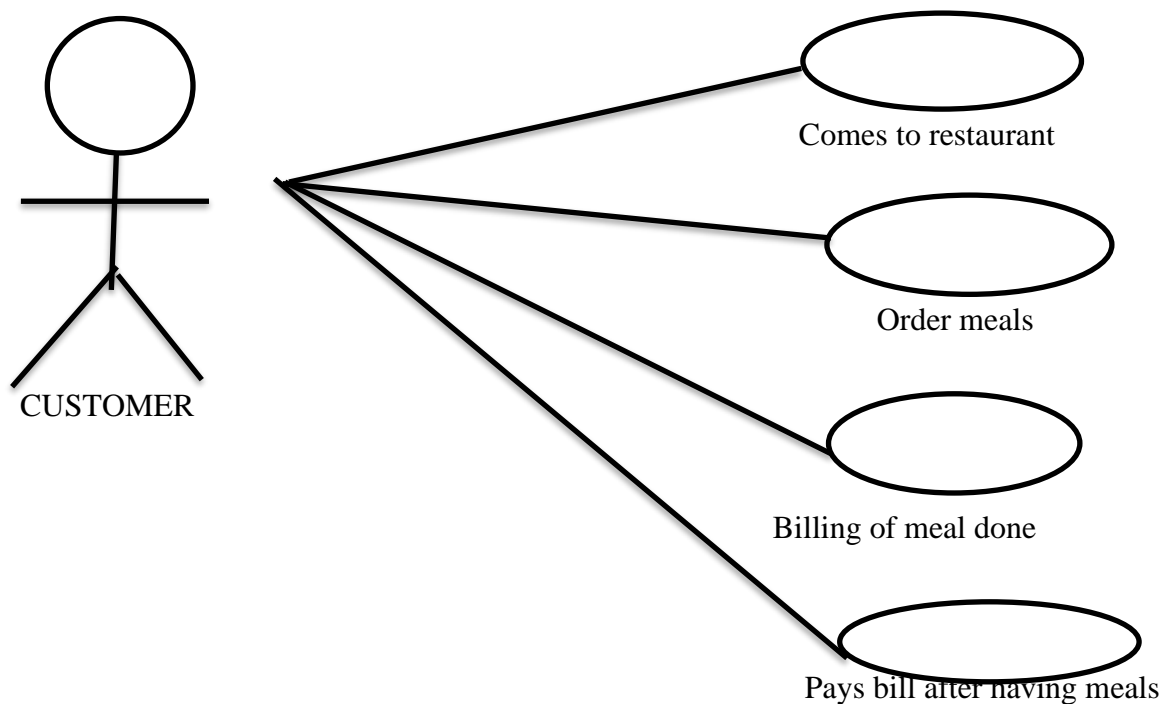 Comes to restaurant
Order meals
CUSTOMER
Billing of meal done
Pays bill after having meals